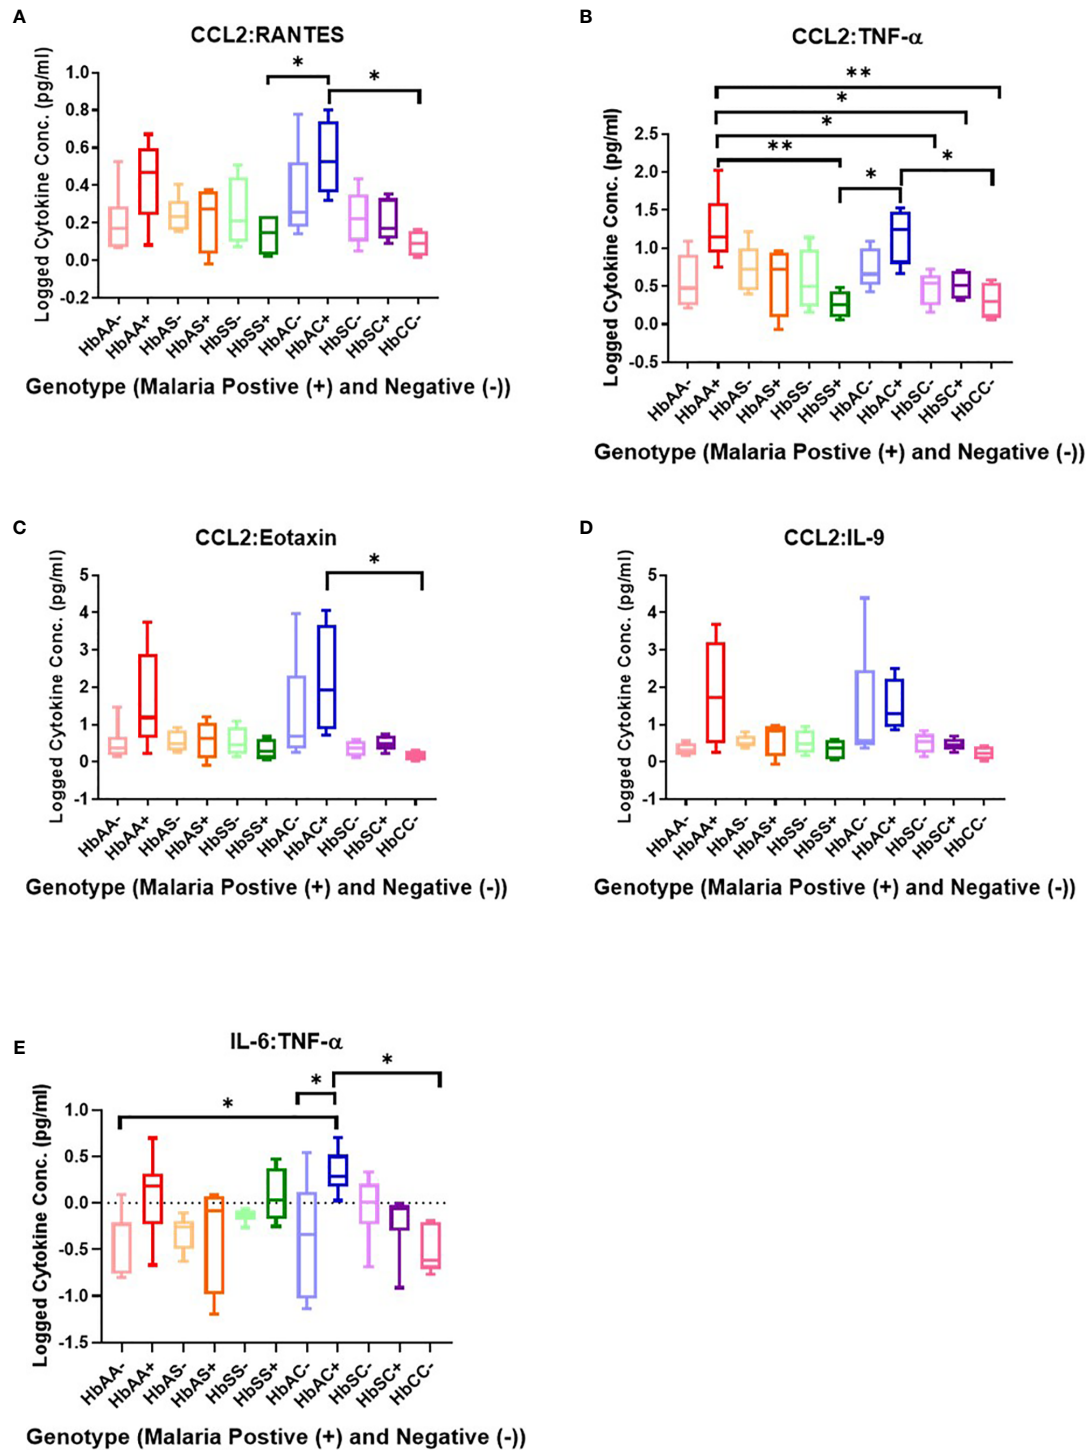 A
CCL2:RANTES
*
*
Logged Cytokine Conc. (pg/ml)
1.0
0.8
0.6
0.4
0.2
0.0
-0.2
HbAA-
HbAA+
HbAS-
HbAS+
HbSS-
HbSS+
HbAC-
HbAC+
HbSC-
HbSC+
HbCC-
Genotype (Malaria Postive (+) and Negative (-))
B
CCL2:TNF-α
**
*
*
**
*
*
Logged Cytokine Conc. (pg/ml)
2.5
2.0
1.5
1.0
0.5
0.0
-0.5
HbAA-
HbAA+
HbAS-
HbAS+
HbSS-
HbSS+
HbAC-
HbAC+
HbSC-
HbSC+
HbCC-
Genotype (Malaria Postive (+) and Negative (-))
C
CCL2:Eotaxin
*
Logged Cytokine Conc. (pg/ml)
5
4
3
2
1
0
-1
HbAA-
HbAA+
HbAS-
HbAS+
HbSS-
HbSS+
HbAC-
HbAC+
HbSC-
HbSC+
HbCC-
Genotype (Malaria Postive (+) and Negative (-))
D
CCL2:IL-9
Logged Cytokine Conc. (pg/ml)
5
4
3
2
1
0
-1
HbAA-
HbAA+
HbAS-
HbAS+
HbSS-
HbSS+
HbAC-
HbAC+
HbSC-
HbSC+
HbCC-
Genotype (Malaria Postive (+) and Negative (-))
E
IL-6:TNF-α
*
*
*
Logged Cytokine Conc. (pg/ml)
1.0
0.5
0.0
-0.5
-1.0
-1.5
HbAA-
HbAA+
HbAS-
HbAS+
HbSS-
HbSS+
HbAC-
HbAC+
HbSC-
HbSC+
HbCC-
Genotype (Malaria Postive (+) and Negative (-))